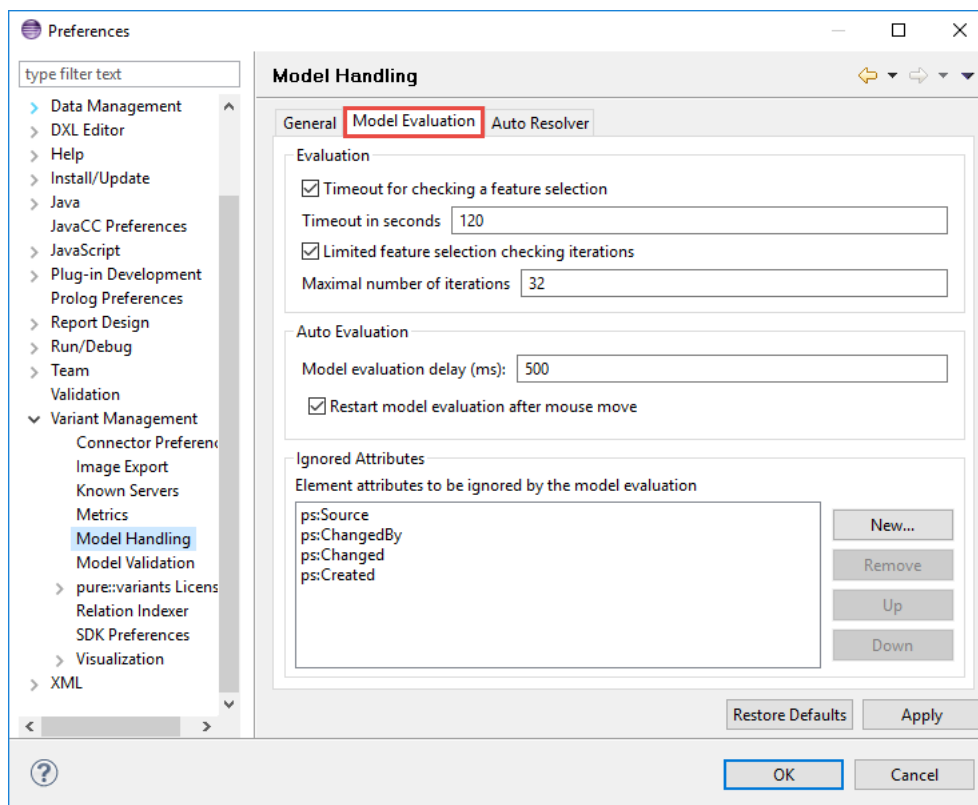 Preferences
type filter text
Data Management
DXL Editor
Help
Install/Update
Java
JavaCC Preferences
JavaScript
Plug-in Development
Prolog Preferences
Report Design
Run/Debug
Team
Validation
Variant Management
Connector Preferenc
Image Export
Known Servers
Metrics
Model Handling
Model Validation
pure::variants Licens
Relation Indexer
SDK Preferences
Visualization
XML
Model Handling
General Model Evaluation Auto Resolver
Evaluation
Timeout for checking a feature selection
Timeout in seconds 120
Limited feature selection checking iterations
Maximal number of iterations 32
Auto Evaluation
Model evaluation delay (ms): 500
Restart model evaluation after mouse move
Ignored Attributes
Element attributes to be ignored by the model evaluation
ps:Source
ps:ChangedBy
ps:Changed
ps:Created
New...
Remove
Up
Down
Restore Defaults Apply
? OK Cancel